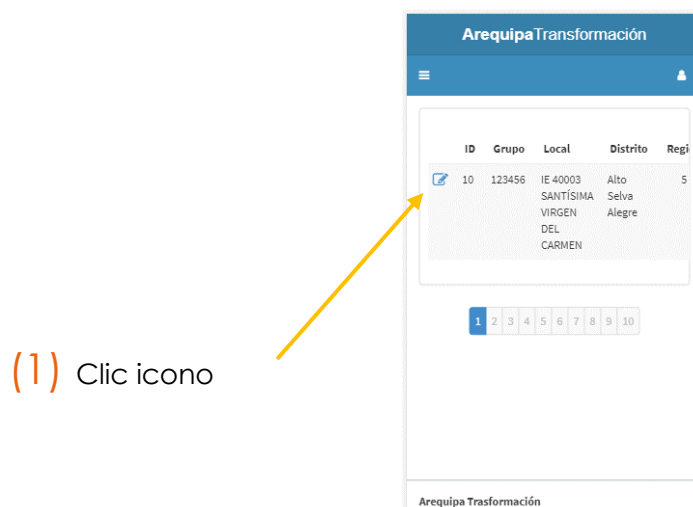 ArequipaTransformación
ID Grupo Local Distrito Regi
10 123456 IE 40003 Alto 5
SANTÍSIMA Selva
VIRGEN Alegre
DEL
CARMEN
1 2 3 4 5 6 7 8 9 10
(1) Clic icono
Arequipa Trasformación